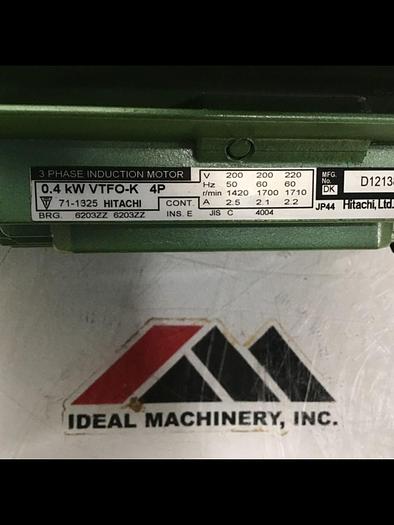 3 PHASE INDUCTION MOTOR
0.4 kW VTFO-K 4P
71-1325 HITACHI CONT.
BRG. 6203ZZ 6203ZZ INS. E JIS C 4004
V 200 200 220
Hz 50 60 60
r/min 1420 1700 1710
A 2.5 2.1 2.2
MFG. No.
DK
JP44 Hitachi, Ltd.
IDEAL MACHINERY, INC.